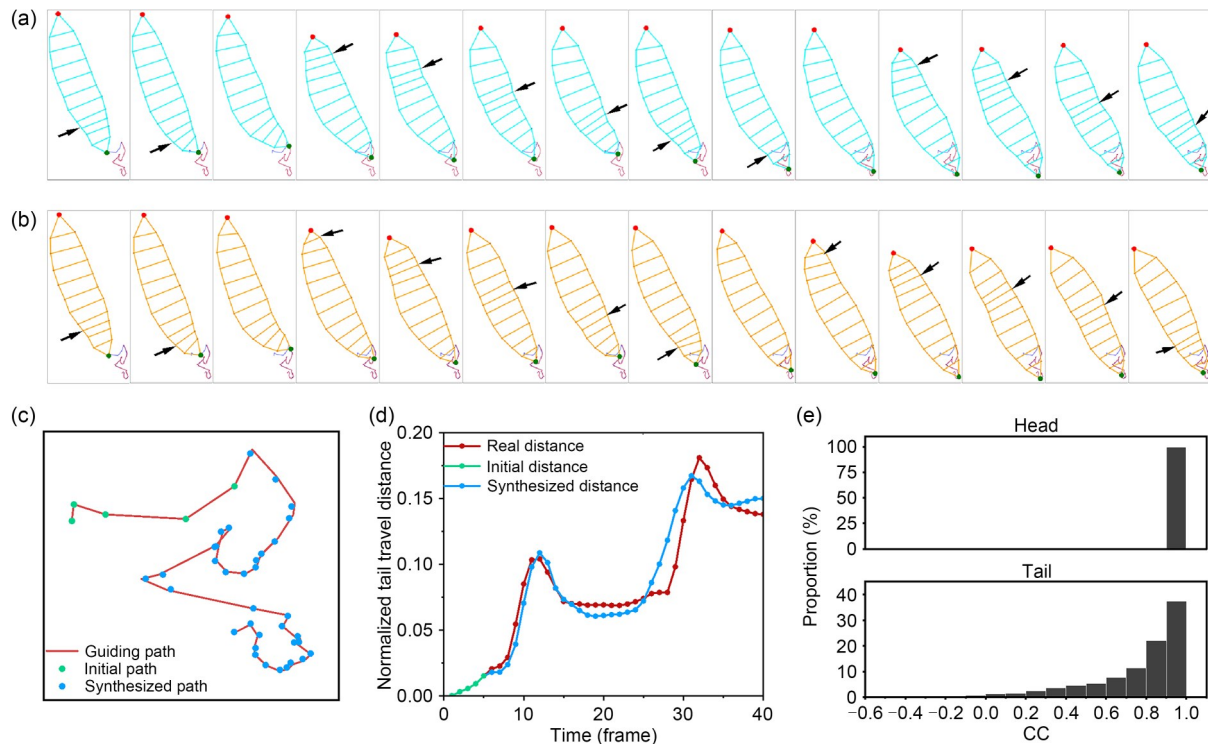 (a)
(b)
(c)
Guiding path
Initial path
Synthesized path
(d)
Normalized tail travel distance
0.20
0.15
0.10
0.05
0.00
Real distance
Initial distance
Synthesized distance
0
10
20
30
40
Time (frame)
(e)
Head
100
75
50
25
0
Proportion (%)
Tail
40
30
20
10
0
−0.6 −0.4 −0.2 0.0 0.2 0.4 0.6 0.8 1.0
CC